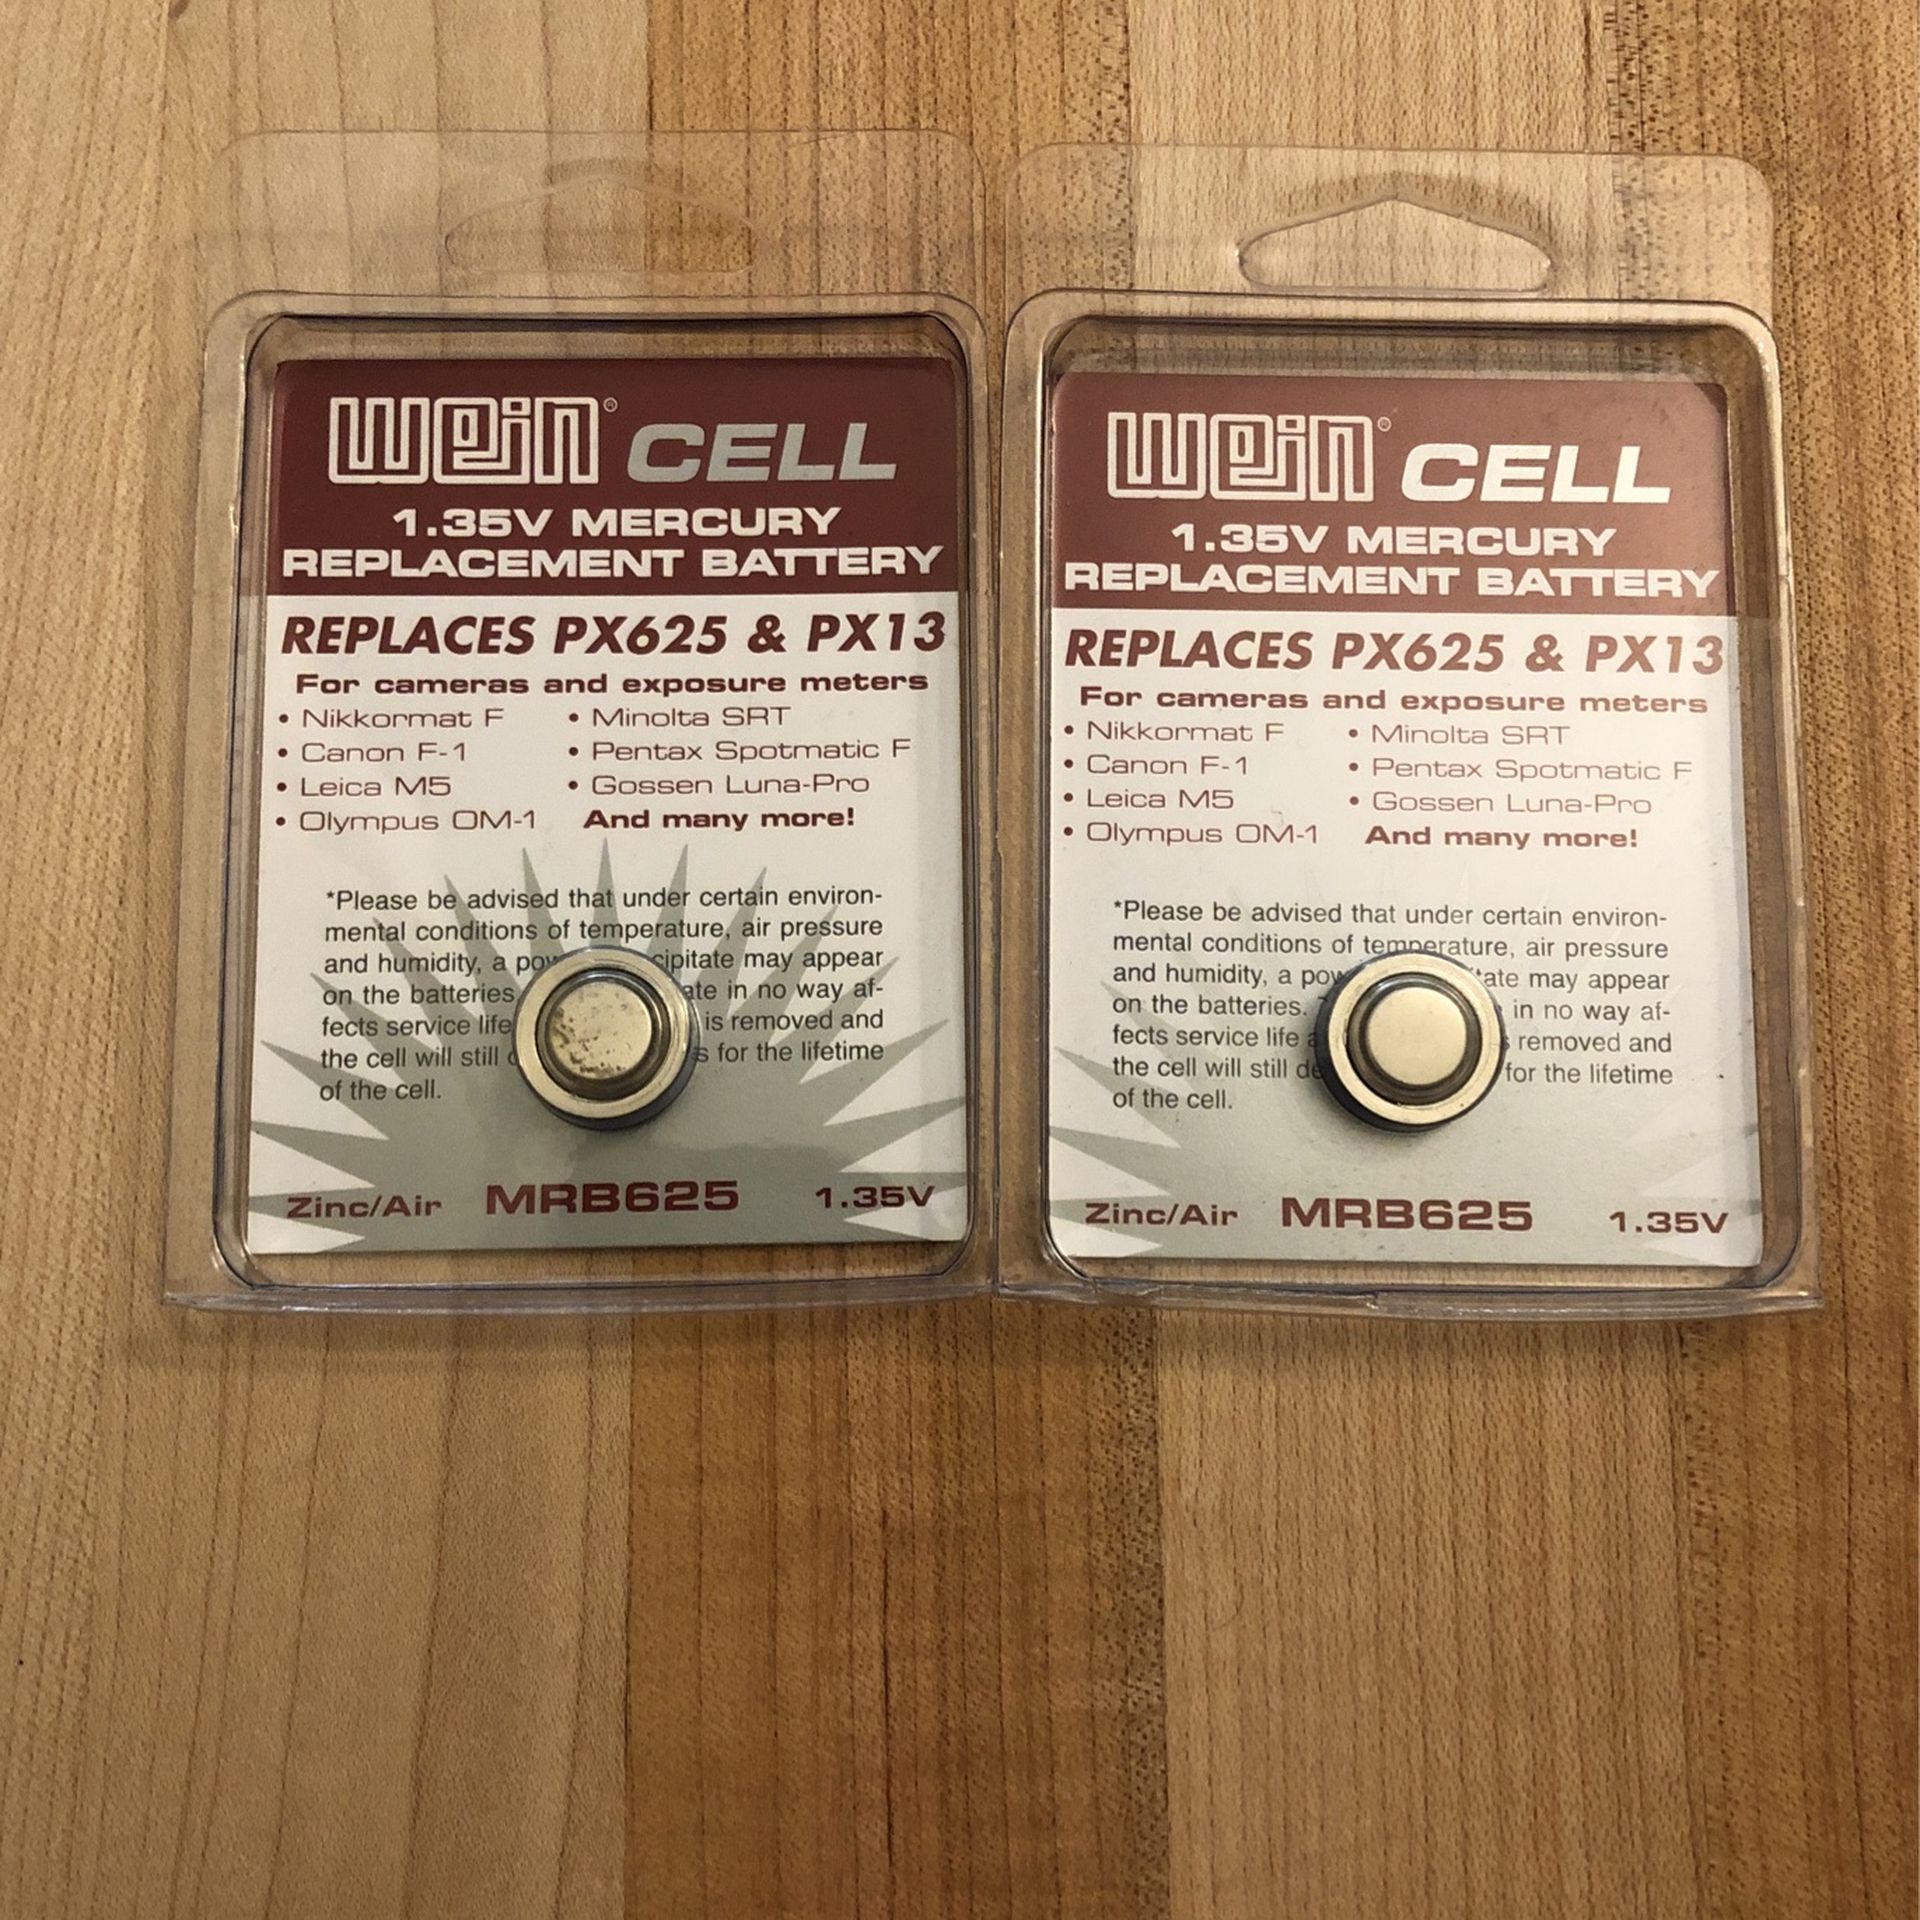 Wein® CELL
1.35V MERCURY
REPLACEMENT BATTERY
REPLACES PX625 & PX13
For cameras and exposure meters
• Nikkormat F • Minolta SRT
• Canon F-1 • Pentax Spotmatic F
• Leica M5 • Gossen Luna-Pro
• Olympus OM-1 And many more!
*Please be advised that under certain environ-
mental conditions of temperature, air pressure
and humidity, a may appear
on the batteries in no way af-
fects service life is removed and
the cell will still for the lifetime
of the cell.
Zinc/Air MRB625 1.35V
Wein® CELL
1.35V MERCURY
REPLACEMENT BATTERY
REPLACES PX625 & PX13
For cameras and exposure meters
• Nikkormat F • Minolta SRT
• Canon F-1 • Pentax Spotmatic F
• Leica M5 • Gossen Luna-Pro
• Olympus OM-1 And many more!
*Please be advised that under certain environ-
mental conditions of temperature, air pressure
and humidity, a may appear
on the batteries. in no way af-
fects service life removed and
the cell will still for the lifetime
of the cell.
Zinc/Air MRB625 1.35V